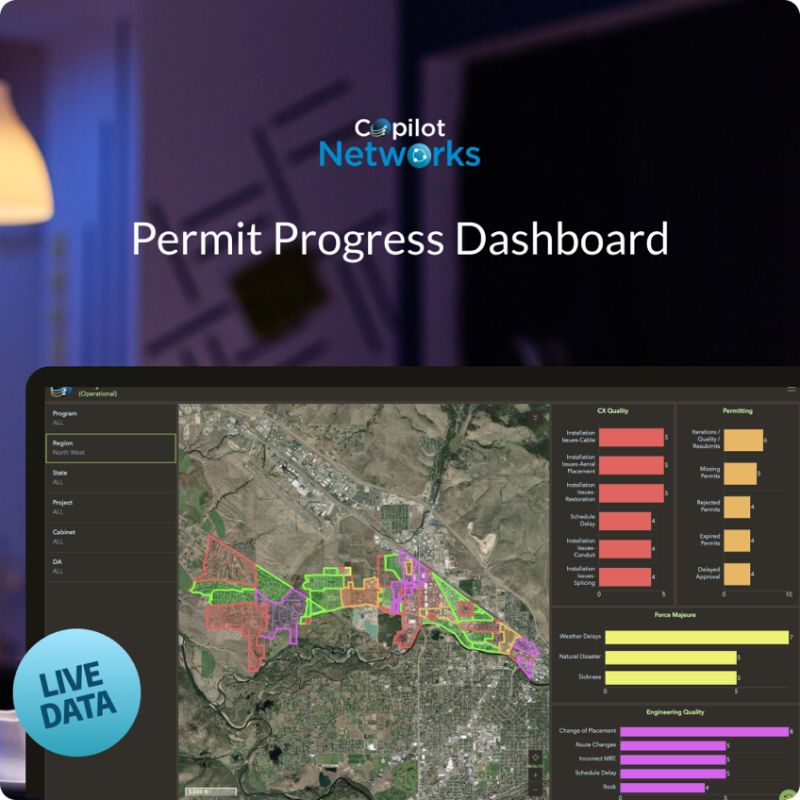 Copilot
Networks
Permit Progress Dashboard
(Operational)
Program
ALL
Region
North West
State
ALL
Project
ALL
Cabinet
ALL
DA
ALL
CX Quality
Installation
Issues-Cable
5
Installation
Issues-Aerial
Placement
5
Installation
Issues-
Restoration
5
Schedule
Delay
4
Installation
Issues-
Conduit
4
Installation
Issues-
Splicing
4
0
5
Permitting
Iterations /
Quality /
Resubmits
6
Missing
Permits
5
Rejected
Permits
4
Expired
Permits
4
Delayed
Approval
4
0
10
Force Majeure
Weather Delays
7
Natural Disaster
5
Sickness
5
0
5
Engineering Quality
Change of Placement
8
Route Changes
5
Incorrect MRE
5
Schedule Delay
5
Rock
4
LIVE
DATA